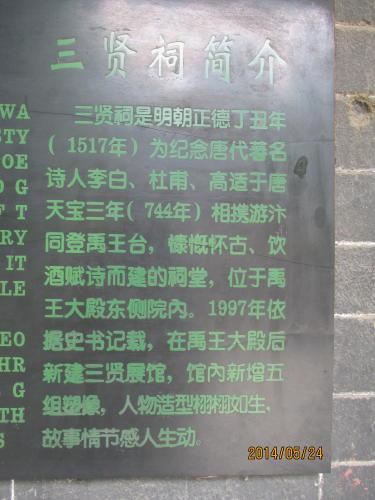 三贤祠简介
三贤祠是明朝正德丁丑年
(1517年)为纪念唐代著名
诗人李白、杜甫、高适于唐
天宝三年(744年)相携游汴
同登禹王台,慷慨怀古、饮
酒赋诗而建的祠堂,位于禹
王大殿东侧院内。1997年依
据史书记载,在禹王大殿后
新建三贤展馆,馆内新增五
组塑像,人物造型栩栩如生,
故事情节感人生动。
WA
STY
OE
G
T
RY
IT
LE
EO
HR
G
TH
S
2014/05/24